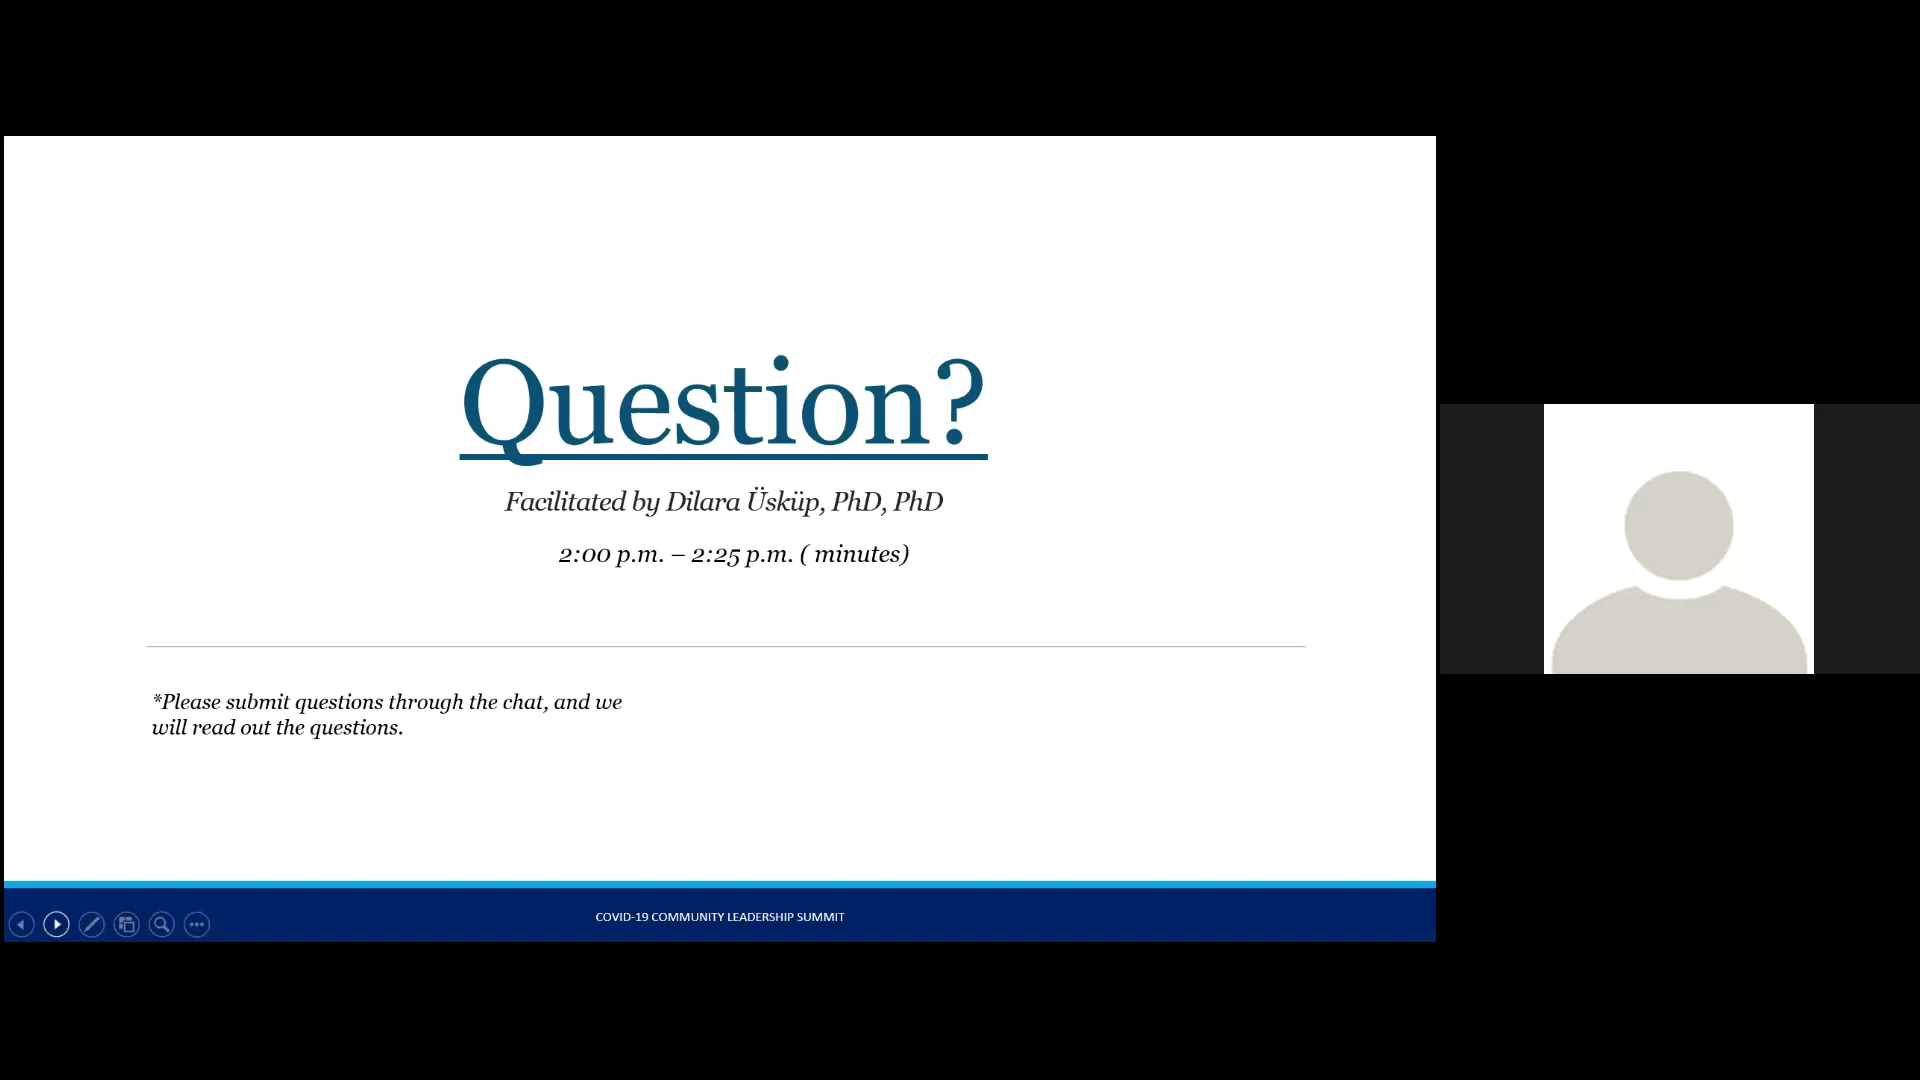 Question?
Facilitated by Dilara Üsküp, PhD, PhD
2:00 p.m. – 2:25 p.m. ( minutes)
*Please submit questions through the chat, and we
will read out the questions.
COVID-19 COMMUNITY LEADERSHIP SUMMIT